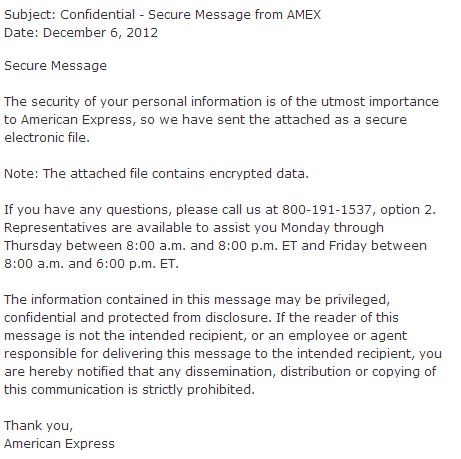 Subject: Confidential - Secure Message from AMEX
Date: December 6, 2012
Secure Message
The security of your personal information is of the utmost importance
to American Express, so we have sent the attached as a secure
electronic file.
Note: The attached file contains encrypted data.
If you have any questions, please call us at 800-191-1537, option 2.
Representatives are available to assist you Monday through
Thursday between 8:00 a.m. and 8:00 p.m. ET and Friday between
8:00 a.m. and 6:00 p.m. ET.
The information contained in this message may be privileged,
confidential and protected from disclosure. If the reader of this
message is not the intended recipient, or an employee or agent
responsible for delivering this message to the intended recipient, you
are hereby notified that any dissemination, distribution or copying of
this communication is strictly prohibited.
Thank you,
American Express